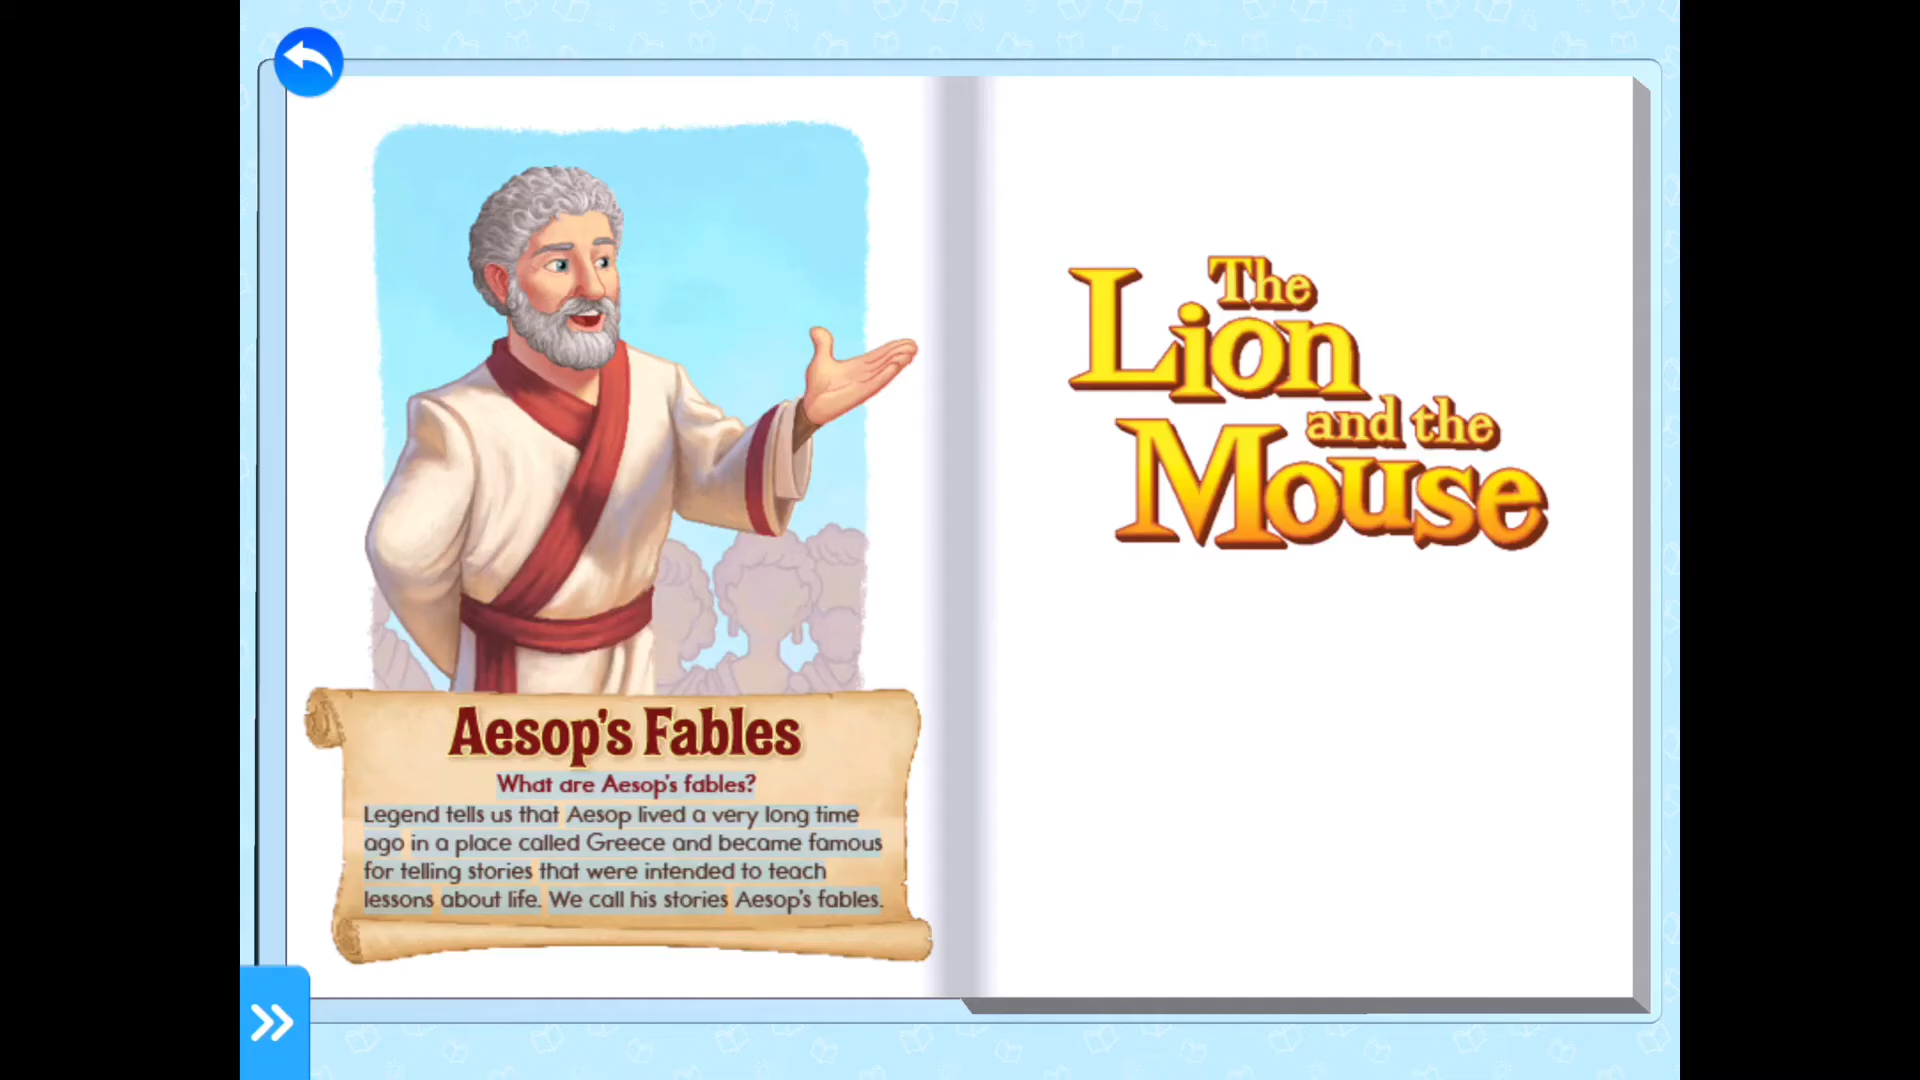 Aesop's Fables
What are Aesop's fables?
Legend tells us that Aesop lived a very long time
ago in a place called Greece and became famous
for telling stories that were intended to teach
lessons about life. We call his stories Aesop's fables.
The
Lion
and the
Mouse